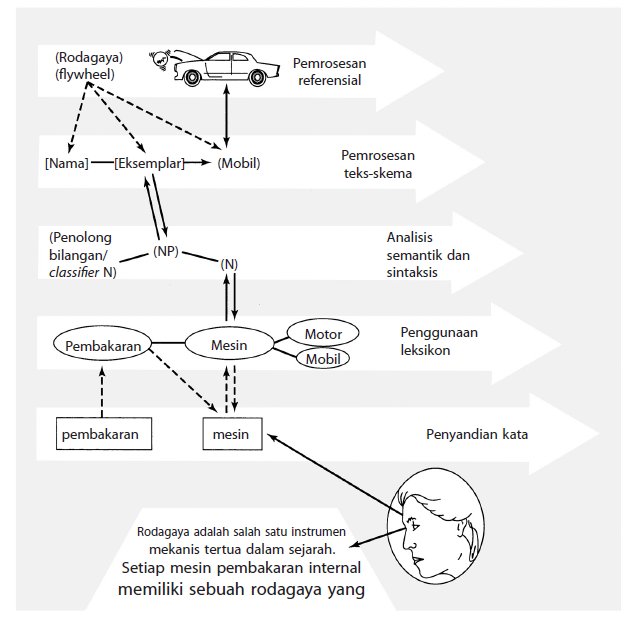 (Rodagaya)
(flywheel)
Pemrosesan
referensial
[Nama]
[Eksemplar]
(Mobil)
Pemrosesan
teks-skema
(Penolong
bilangan/
classifier N)
(NP)
(N)
Analisis
semantik dan
sintaksis
Pembakaran
Mesin
Motor
Mobil
Penggunaan
leksikon
pembakaran
mesin
Penyandian kata
Rodagaya adalah salah satu instrumen
mekanis tertua dalam sejarah.
Setiap mesin pembakaran internal
memiliki sebuah rodagaya yang